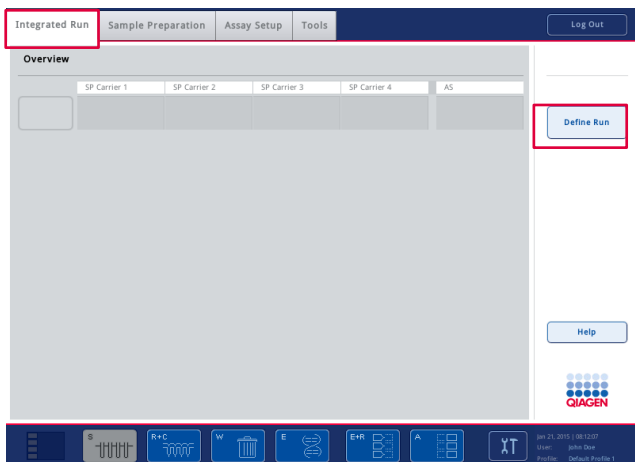 Integrated Run Sample Preparation Assay Setup Tools Log Out
Overview
SP Carrier 1 SP Carrier 2 SP Carrier 3 SP Carrier 4 AS
Define Run
Help
QIAGEN
S R+C W E E+R A
Jan 21, 2015 | 08:12:07
User: John Doe
Profile: Default Profile 1